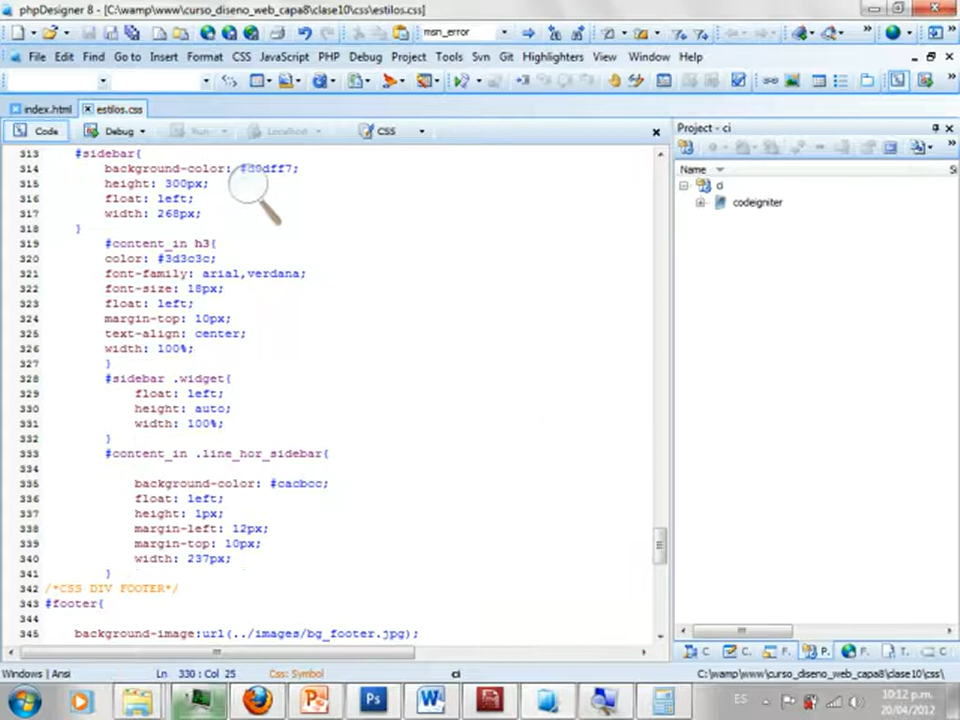 phpDesigner 8 - [C:\wamp\www\curso_diseno_web_capa8\clase10\css\estilos.css]
msn_error
File Edit Find Go to Insert Format CSS JavaScript PHP Debug Project Tools Svn Git Highlighters View Window Help
index.html estilos.css
Code Debug Run Localhost CSS
Project - ci
Name
ci
codeigniter
313 #sidebar{
314 background-color: #d0dff7;
315 height: 300px;
316 float: left;
317 width: 268px;
318 }
319 #content_in h3{
320 color: #3d3c3c;
321 font-family: arial,verdana;
322 font-size: 18px;
323 float: left;
324 margin-top: 10px;
325 text-align: center;
326 width: 100%;
327 }
328 #sidebar .widget{
329 float: left;
330 height: auto;
331 width: 100%;
332 }
333 #content_in .line_hor_sidebar{
334
335 background-color: #cacbcc;
336 float: left;
337 height: 1px;
338 margin-left: 12px;
339 margin-top: 10px;
340 width: 237px;
341 }
342 /*CSS DIV FOOTER*/
343 #footer{
344
345 background-image:url(../images/bg_footer.jpg);
C C. F. P. F. T. C
Windows | Ansi Ln 330 : Col 25 Css: Symbol ci C:\wamp\www\curso_diseno_web_capa8\clase10\css\
ES 10:12 p.m.
20/04/2012